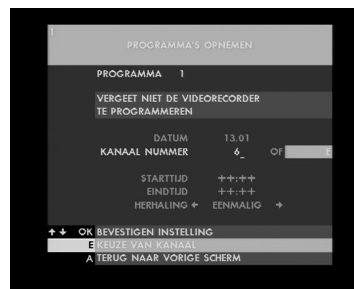 T
PROGRAMMA'S OPNEMEN
PROGRAMMA 1
VERGEET NIET DE VIDEORECORDER
TE PROGRAMMEREN
DATUM 13.01
KANAAL NUMMER 6_ OF E
STARTTIJD ++:++
EINDTIJD ++:++
HERHALING ← EENMALIG →
↑↓ OK BEVESTIGEN INSTELLING
E KEUZE VAN KANAAL
A TERUG NAAR VORIGE SCHERM